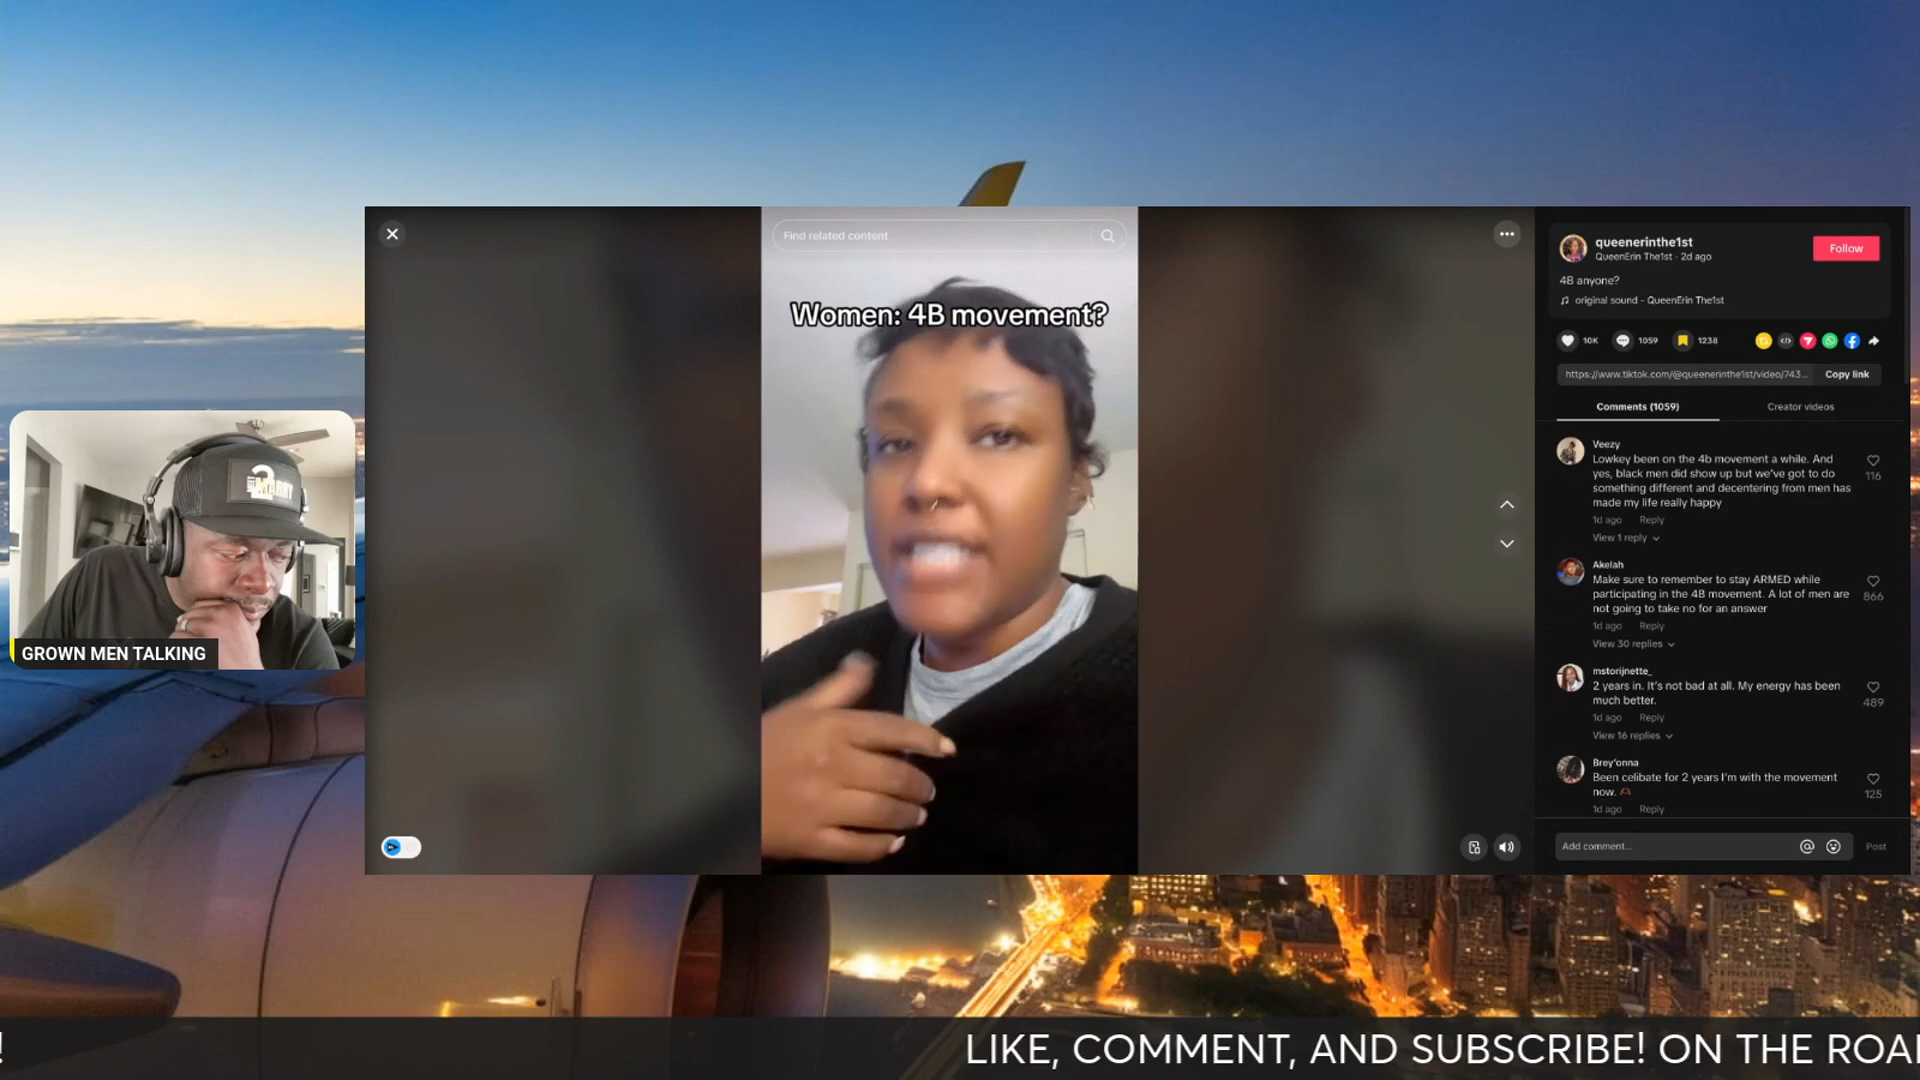 Find related content
Women: 4B movement?
GROWN MEN TALKING
queenerinthe1st
QueenErin The1st · 2d ago
Follow
4B anyone?
original sound - QueenErin The1st
10K
1059
1238
https://www.tiktok.com/@queenerinthe1st/video/743...
Copy link
Comments (1059)
Creator videos
Veezy
Lowkey been on the 4b movement a while. And
yes, black men did show up but we've got to do
something different and decentering from men has
made my life really happy
116
1d ago Reply
View 1 reply
Akelah
Make sure to remember to stay ARMED while
participating in the 4B movement. A lot of men are
not going to take no for an answer
866
1d ago Reply
View 30 replies
mstorijnette_
2 years in. It's not bad at all. My energy has been
much better.
489
1d ago Reply
View 16 replies
Brey'onna
Been celibate for 2 years I'm with the movement
now.
125
1d ago Reply
Add comment...
Post
! LIKE, COMMENT, AND SUBSCRIBE! ON THE ROA